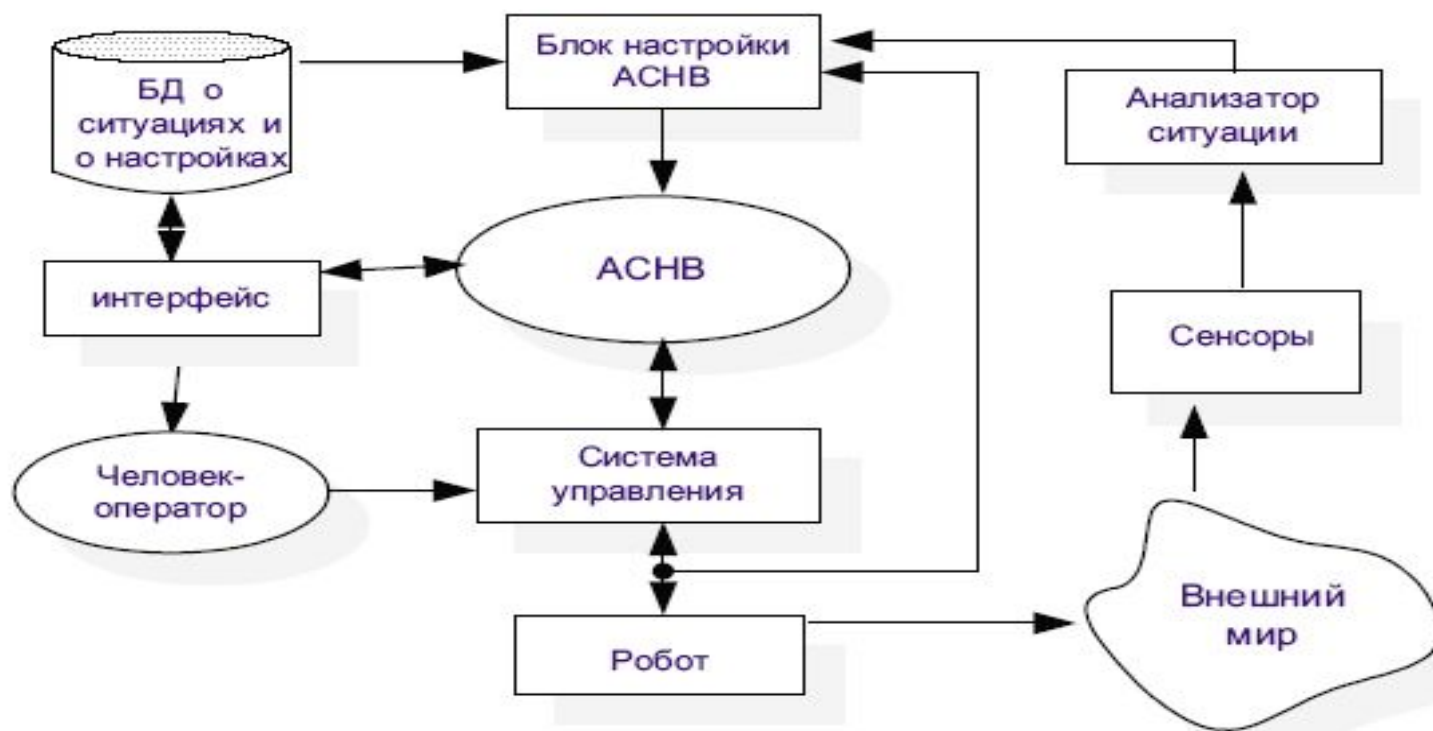 БД о
ситуациях и
о настройках
Блок настройки
АСНВ
Анализатор
ситуации
интерфейс
АСНВ
Сенсоры
Человек-
оператор
Система
управления
Робот
Внешний
мир